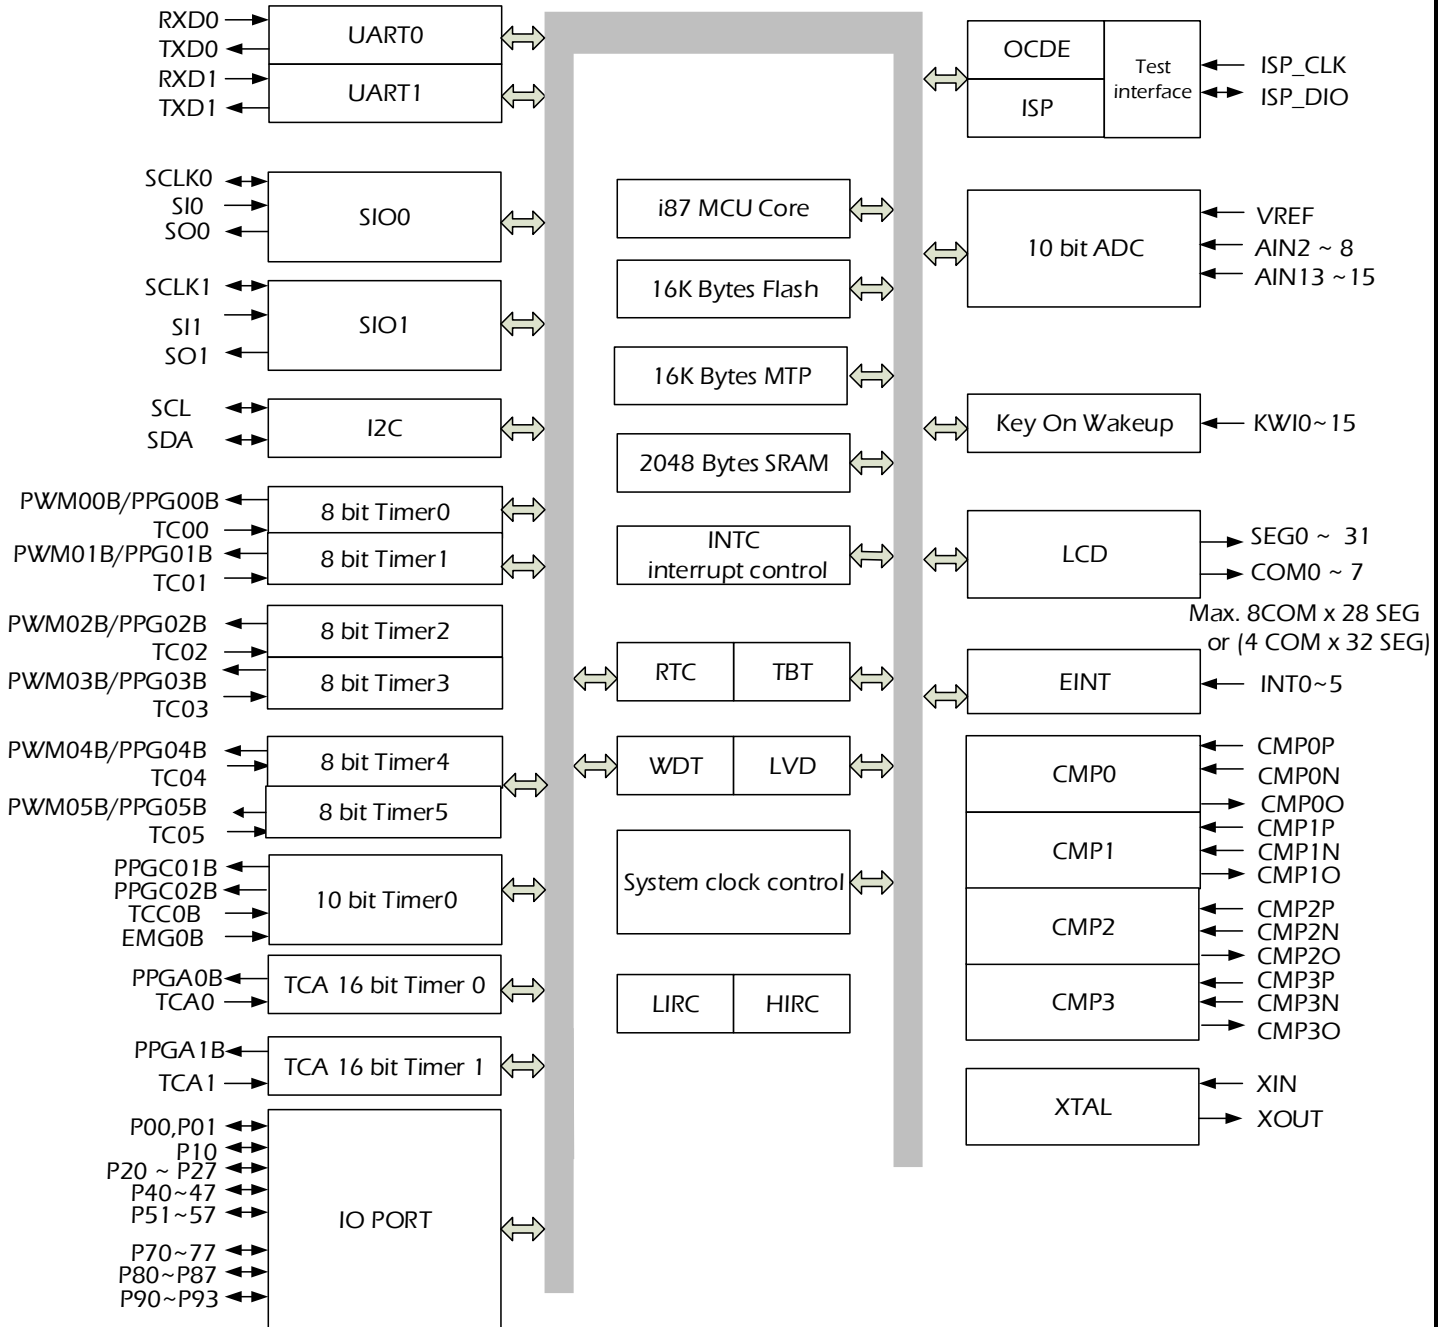 RXD0
TXD0
UART0
RXD1
TXD1
UART1
SCLK0
SI0
SO0
SIO0
SCLK1
SI1
SO1
SIO1
SCL
SDA
I2C
PWM00B/PPG00B
TC00
8 bit Timer0
PWM01B/PPG01B
TC01
8 bit Timer1
PWM02B/PPG02B
TC02
8 bit Timer2
PWM03B/PPG03B
TC03
8 bit Timer3
PWM04B/PPG04B
TC04
8 bit Timer4
PWM05B/PPG05B
TC05
8 bit Timer5
PPGC01B
PPGC02B
TCC0B
EMG0B
10 bit Timer0
PPGA0B
TCA0
TCA 16 bit Timer 0
PPGA1B
TCA1
TCA 16 bit Timer 1
P00,P01
P10
P20 ~ P27
P40~47
P51~57
P70~77
P80~P87
P90~P93
IO PORT
i87 MCU Core
16K Bytes Flash
16K Bytes MTP
2048 Bytes SRAM
INTC
interrupt control
RTC
TBT
WDT
LVD
System clock control
LIRC
HIRC
OCDE
ISP
Test
interface
ISP_CLK
ISP_DIO
10 bit ADC
VREF
AIN2 ~ 8
AIN13 ~15
Key On Wakeup
KWI0~15
LCD
SEG0 ~ 31
COM0 ~ 7
Max. 8COM x 28 SEG
or (4 COM x 32 SEG)
EINT
INT0~5
CMP0
CMP0P
CMP0N
CMP0O
CMP1
CMP1P
CMP1N
CMP1O
CMP2
CMP2P
CMP2N
CMP2O
CMP3
CMP3P
CMP3N
CMP3O
XTAL
XIN
XOUT